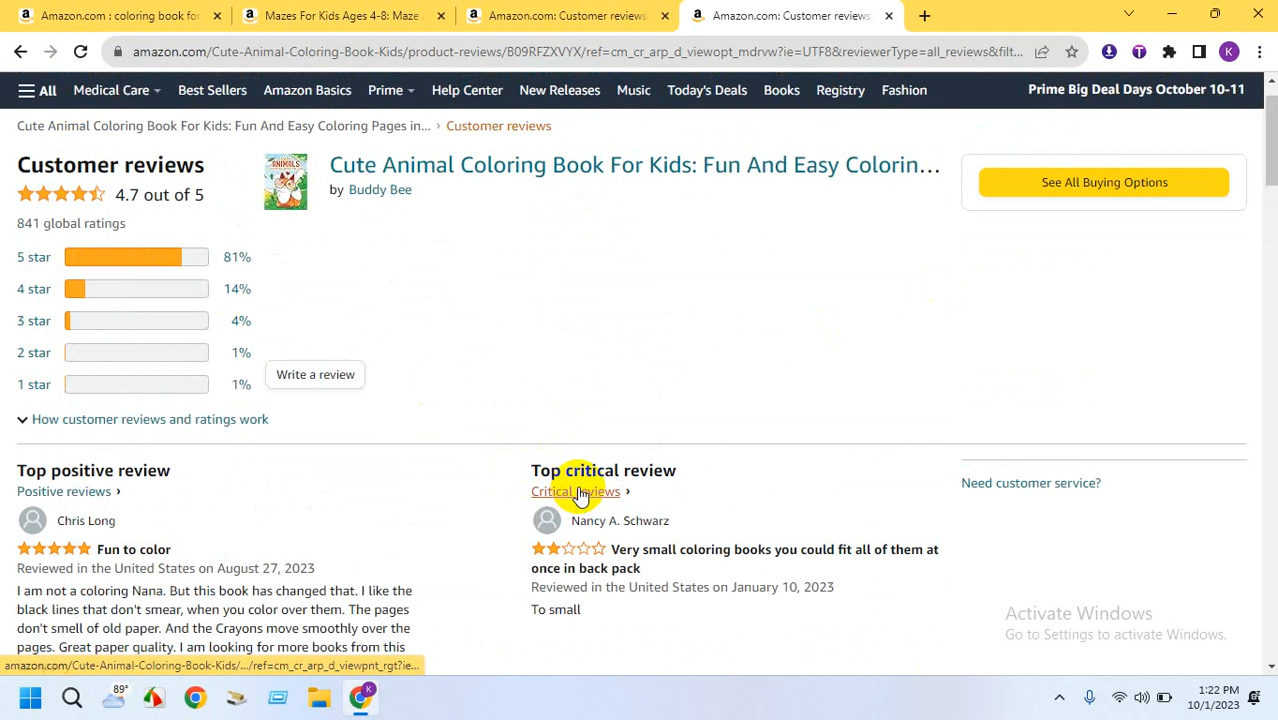 Amazon.com : coloring book for
Mazes For Kids Ages 4-8: Maze
Amazon.com: Customer reviews
Amazon.com: Customer reviews
amazon.com/Cute-Animal-Coloring-Book-Kids/product-reviews/B09RFZXVYX/ref=cm_cr_arp_d_viewopt_mdrvw?ie=UTF8&reviewerType=all_reviews&filt...
T
K
All
Medical Care
Best Sellers
Amazon Basics
Prime
Help Center
New Releases
Music
Today's Deals
Books
Registry
Fashion
Prime Big Deal Days October 10-11
Cute Animal Coloring Book For Kids: Fun And Easy Coloring Pages in... › Customer reviews
Customer reviews
4.7 out of 5
841 global ratings
5 star 81%
4 star 14%
3 star 4%
2 star 1%
1 star 1%
How customer reviews and ratings work
ANIMALS
Cute Animal Coloring Book For Kids: Fun And Easy Colorin...
by Buddy Bee
Write a review
See All Buying Options
Top positive review
Positive reviews ›
Chris Long
Fun to color
Reviewed in the United States on August 27, 2023
I am not a coloring Nana. But this book has changed that. I like the
black lines that don't smear, when you color over them. The pages
don't smell of old paper. And the Crayons move smoothly over the
pages. Great paper quality. I am looking for more books from this
Top critical review
Critical reviews ›
Nancy A. Schwarz
Very small coloring books you could fit all of them at
once in back pack
Reviewed in the United States on January 10, 2023
To small
Need customer service?
Activate Windows
Go to Settings to activate Windows.
amazon.com/Cute-Animal-Coloring-Book-Kids/.../ref=cm_cr_arp_d_viewpnt_rgt?ie...
89°
K
1:22 PM
10/1/2023